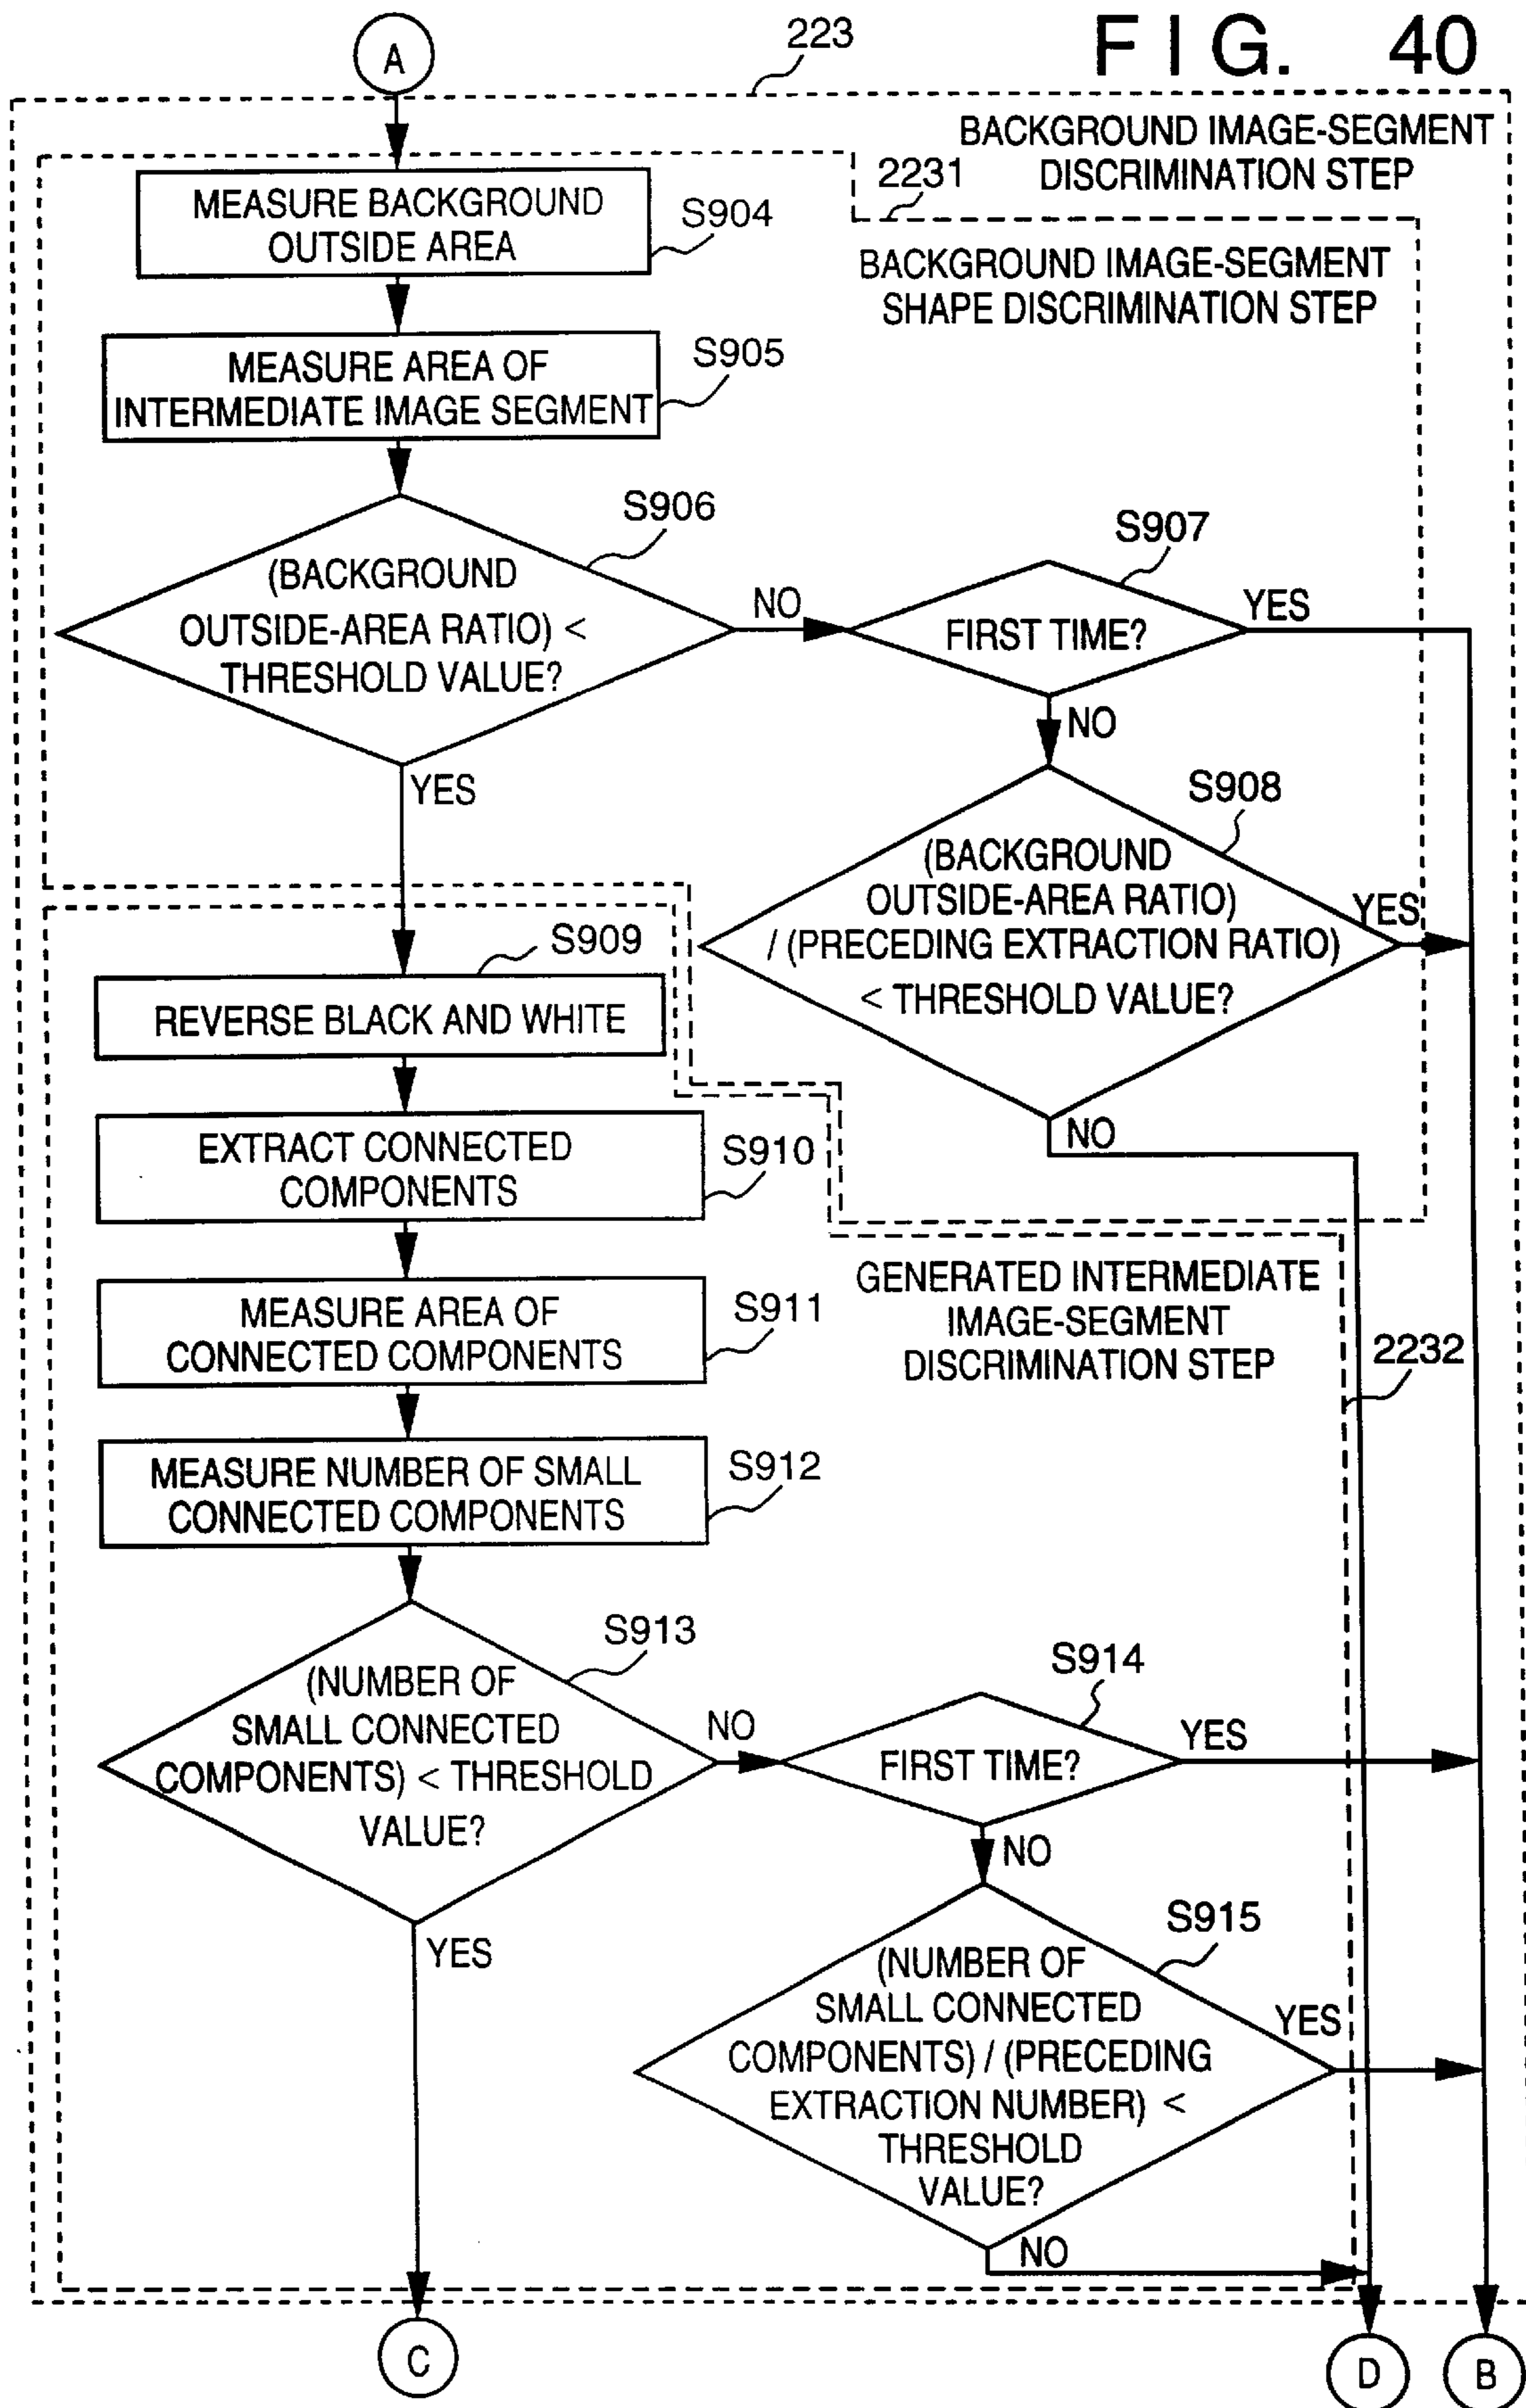 FIG. 40
A
223
BACKGROUND IMAGE-SEGMENT
DISCRIMINATION STEP
2231
MEASURE BACKGROUND
OUTSIDE AREA
S904
BACKGROUND IMAGE-SEGMENT
SHAPE DISCRIMINATION STEP
MEASURE AREA OF
INTERMEDIATE IMAGE SEGMENT
S905
S906
(BACKGROUND
OUTSIDE-AREA RATIO) <
THRESHOLD VALUE?
NO
S907
FIRST TIME?
YES
NO
YES
S908
(BACKGROUND
OUTSIDE-AREA RATIO)
/ (PRECEDING EXTRACTION RATIO)
< THRESHOLD VALUE?
YES
NO
S909
REVERSE BLACK AND WHITE
EXTRACT CONNECTED
COMPONENTS
S910
GENERATED INTERMEDIATE
IMAGE-SEGMENT
DISCRIMINATION STEP
2232
MEASURE AREA OF
CONNECTED COMPONENTS
S911
MEASURE NUMBER OF SMALL
CONNECTED COMPONENTS
S912
S913
(NUMBER OF
SMALL CONNECTED
COMPONENTS) < THRESHOLD
VALUE?
NO
S914
FIRST TIME?
YES
NO
YES
S915
(NUMBER OF
SMALL CONNECTED
COMPONENTS) / (PRECEDING
EXTRACTION NUMBER) <
THRESHOLD
VALUE?
YES
NO
C
D
B